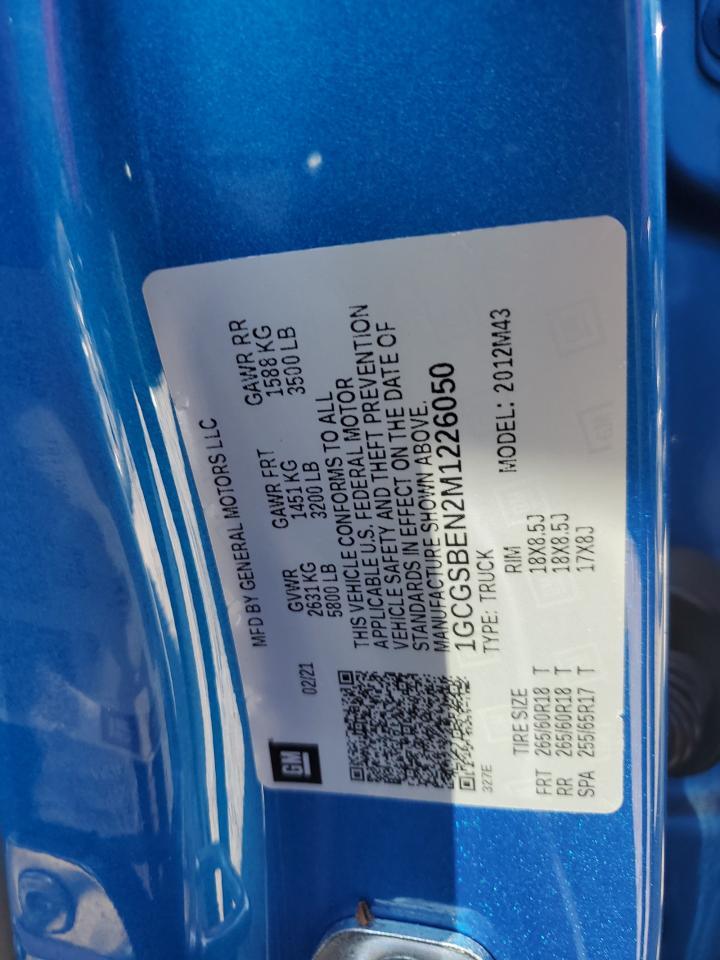 GM
02/21
MFD BY GENERAL MOTORS LLC
GVWR GAWR FRT GAWR RR
2631 KG 1451 KG 1588 KG
5800 LB 3200 LB 3500 LB
THIS VEHICLE CONFORMS TO ALL
APPLICABLE U.S. FEDERAL MOTOR
VEHICLE SAFETY AND THEFT PREVENTION
STANDARDS IN EFFECT ON THE DATE OF
MANUFACTURE SHOWN ABOVE.
1GCGSBEN2M1226050
327E
TYPE: TRUCK MODEL: 2012M43
TIRE SIZE RIM
FRT 265/60R18 T 18X8.5J
RR 265/60R18 T 18X8.5J
SPA 255/65R17 T 17X8J